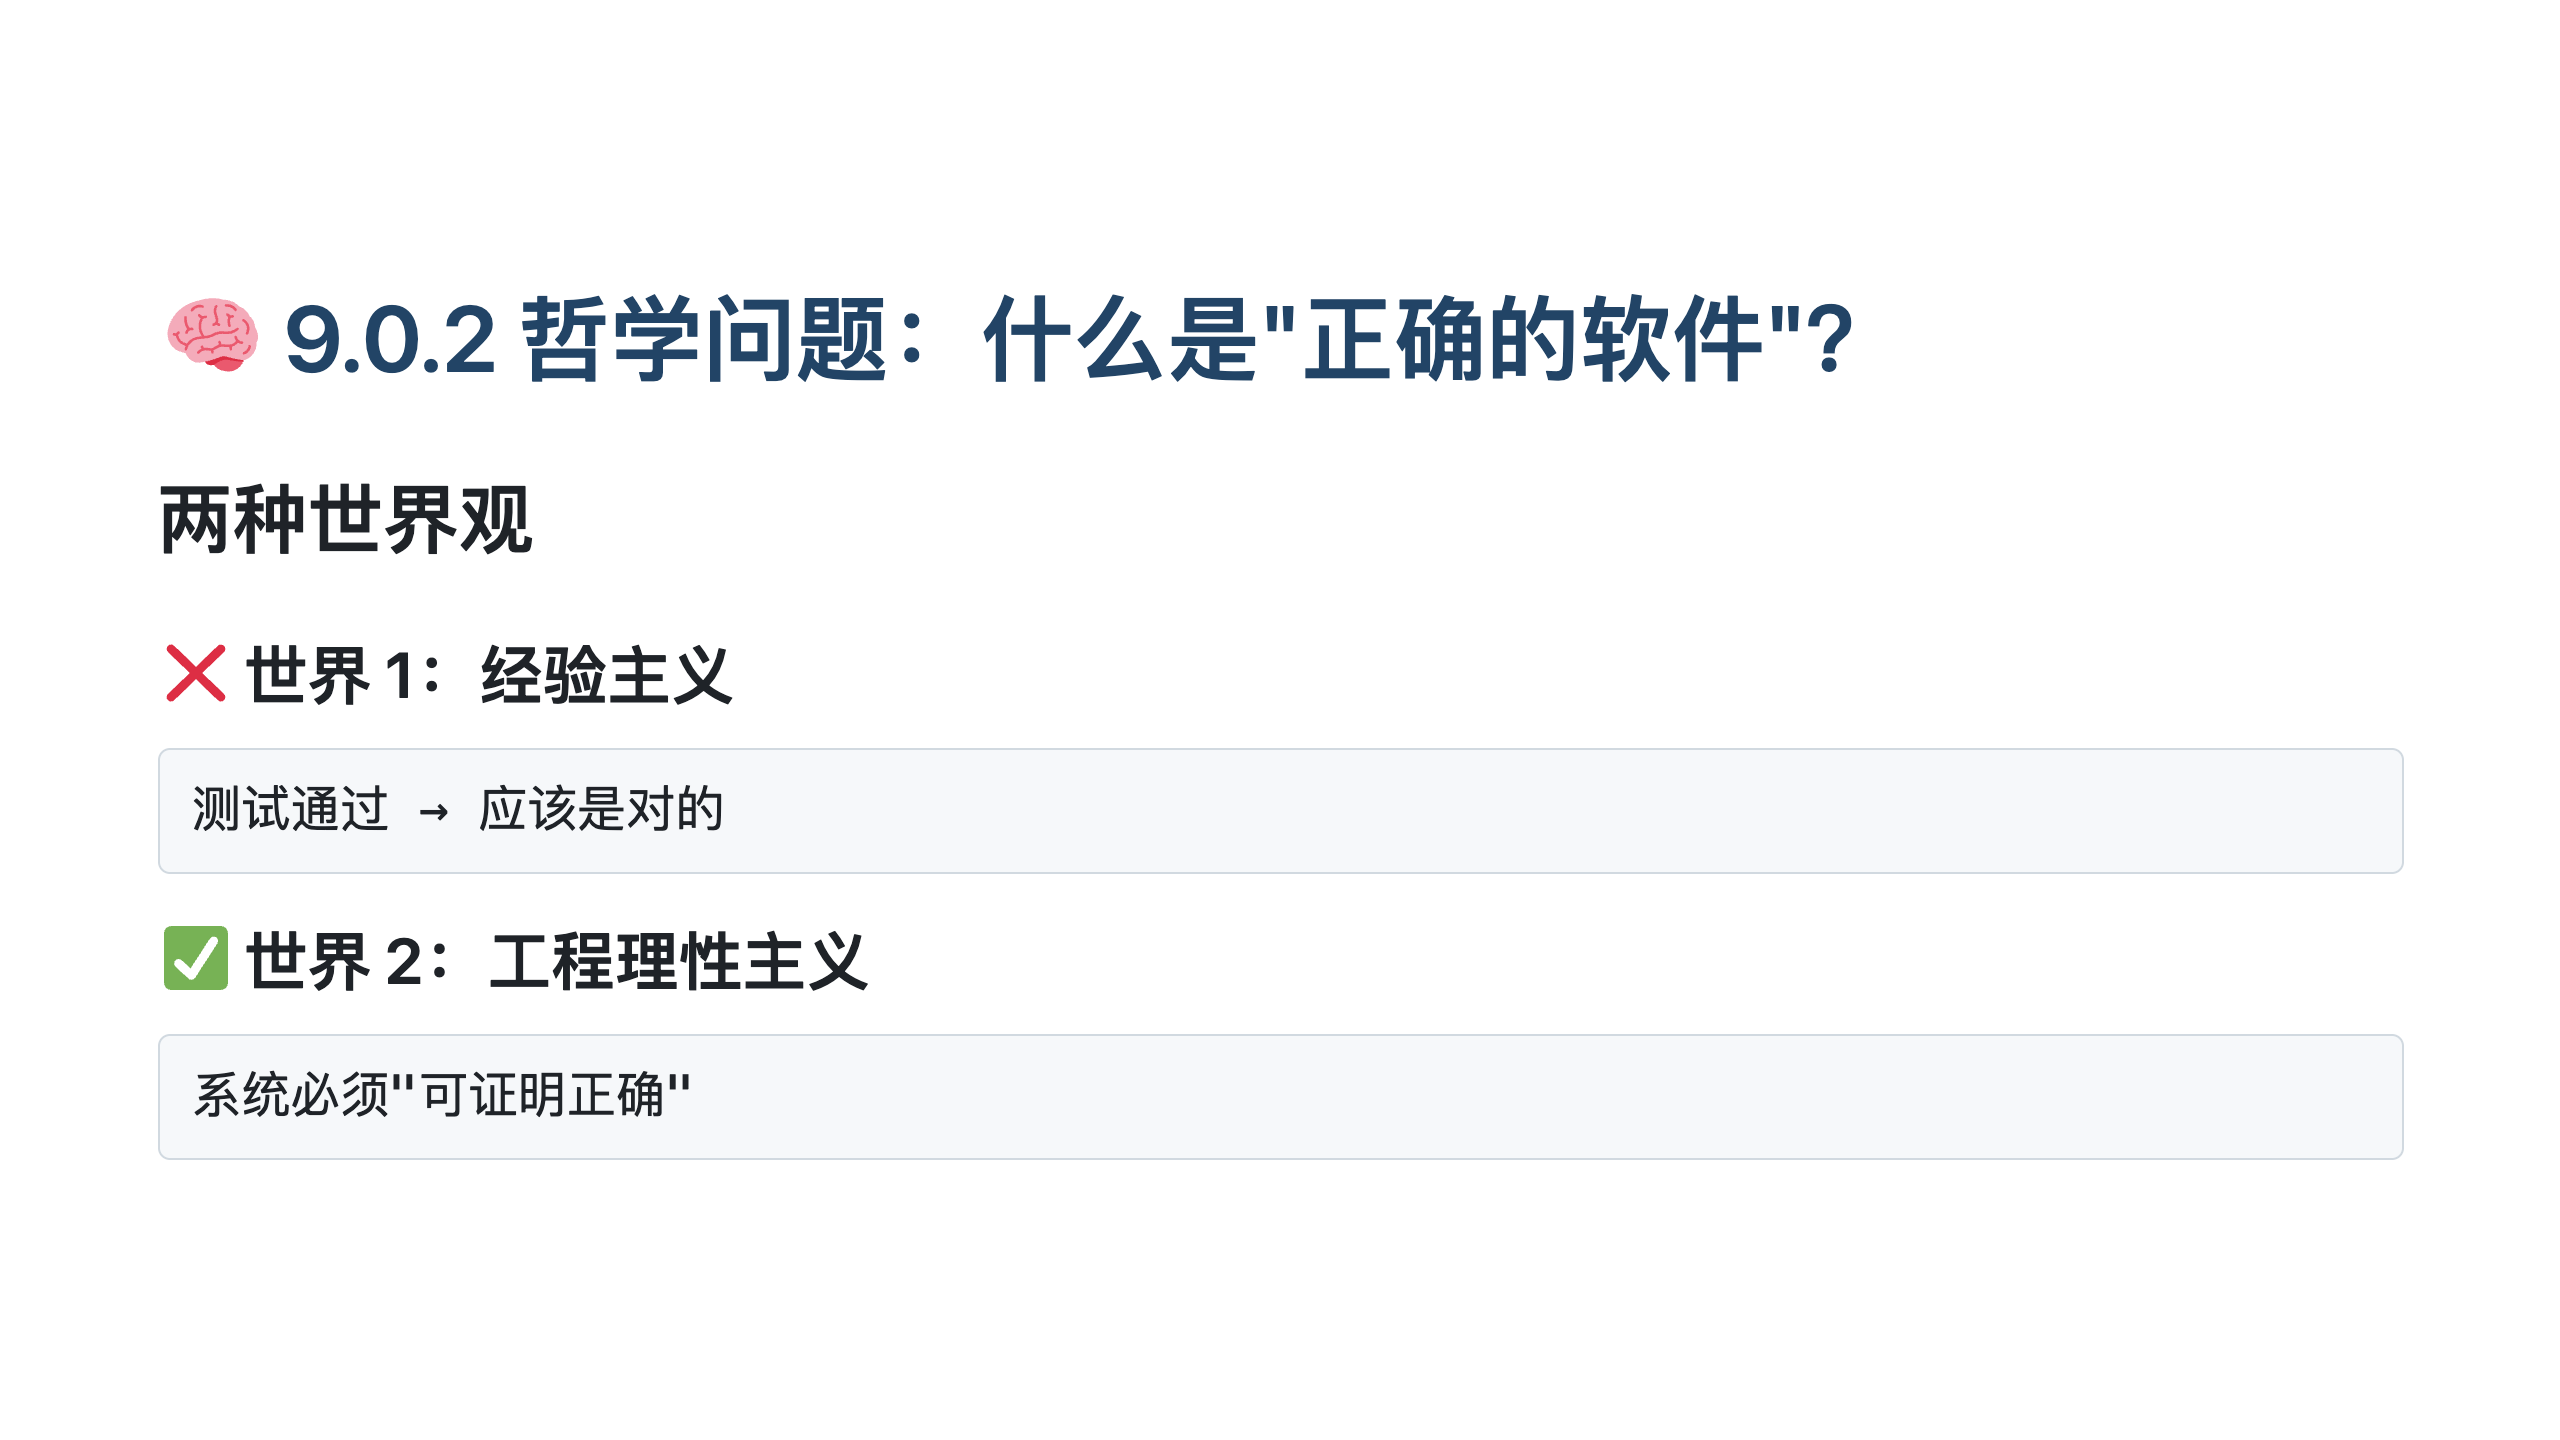 🧠 9.0.2 哲学问题：什么是"正确的软件"?
两种世界观
❌ 世界 1：经验主义
测试通过 → 应该是对的
✅ 世界 2：工程理性主义
系统必须"可证明正确"